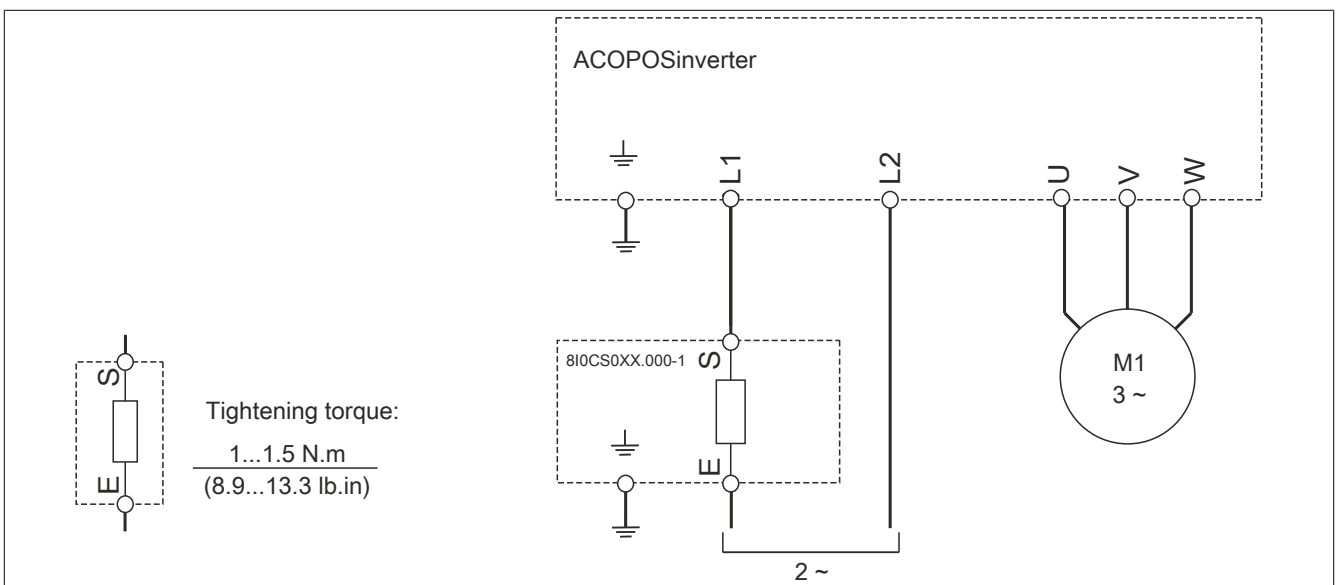 ACOPOSinverter
L1
L2
U
V
W
8I0CS0XX.000-1
S
E
M1
3 ~
S
E
Tightening torque:
1...1.5 N.m
(8.9...13.3 lb.in)
2 ~